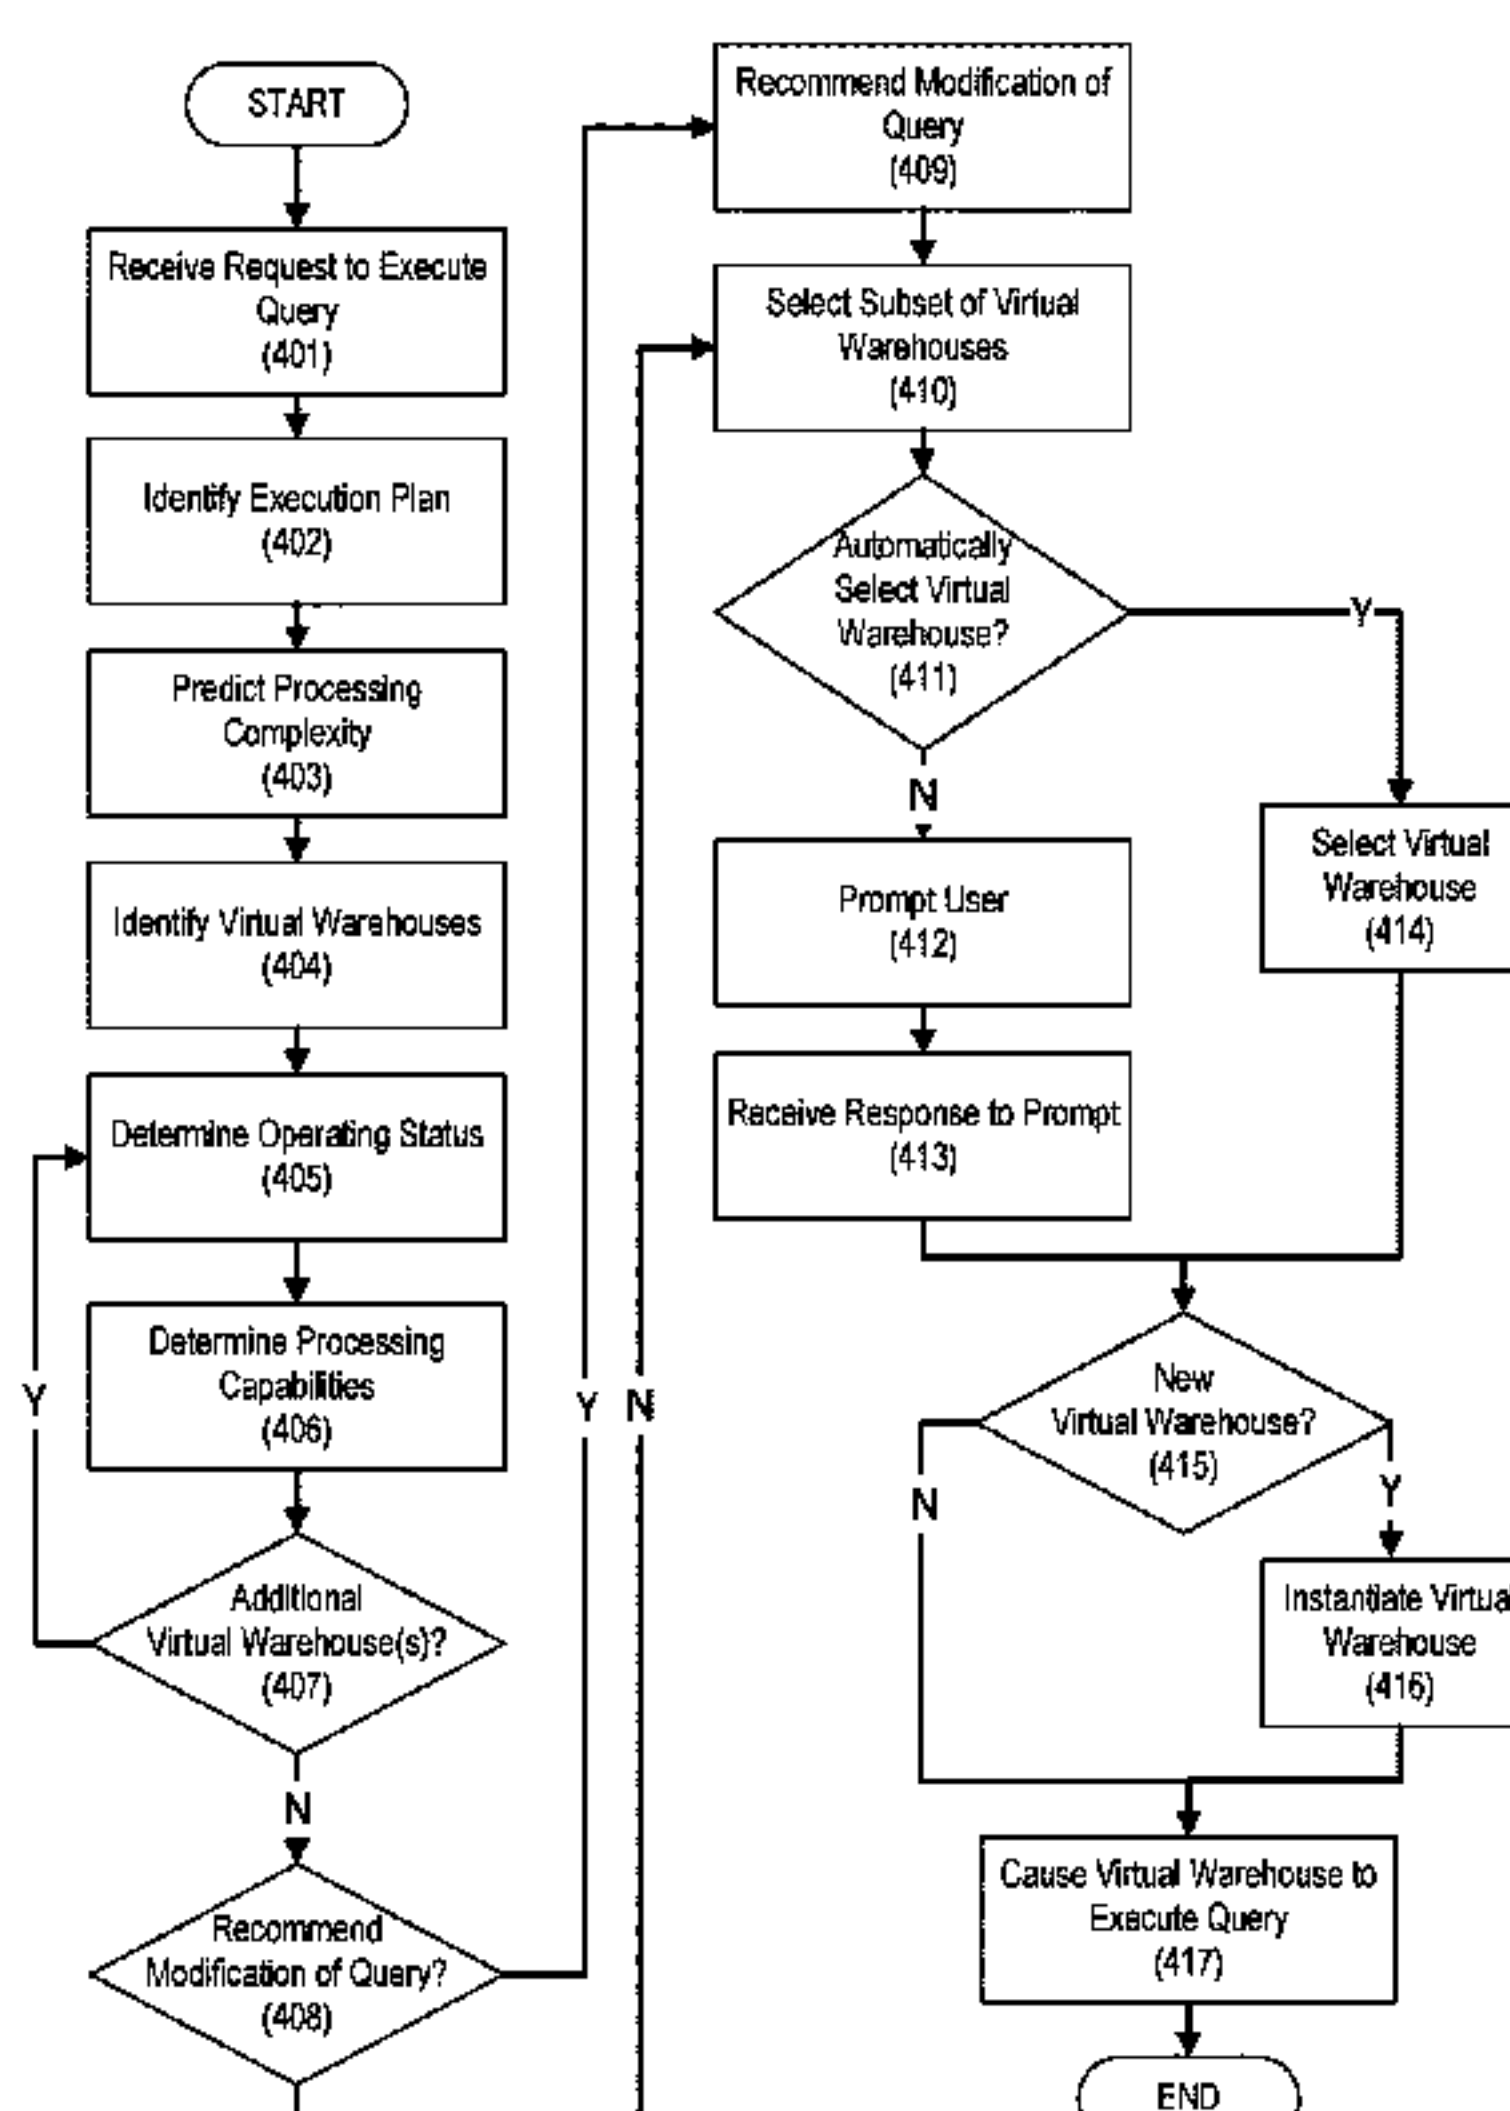 START
Receive Request to Execute
Query
(401)
Identify Execution Plan
(402)
Predict Processing
Complexity
(403)
Identify Virtual Warehouses
(404)
Determine Operating Status
(405)
Determine Processing
Capabilities
(406)
Y
Additional
Virtual Warehouse(s)?
(407)
N
Recommend
Modification of Query?
(408)
Y
N
Recommend Modification of
Query
(409)
Select Subset of Virtual
Warehouses
(410)
Automatically
Select Virtual
Warehouse?
(411)
Y
N
Prompt User
(412)
Receive Response to Prompt
(413)
Select Virtual
Warehouse
(414)
New
Virtual Warehouse?
(415)
N
Y
Instantiate Virtual
Warehouse
(416)
Cause Virtual Warehouse to
Execute Query
(417)
END